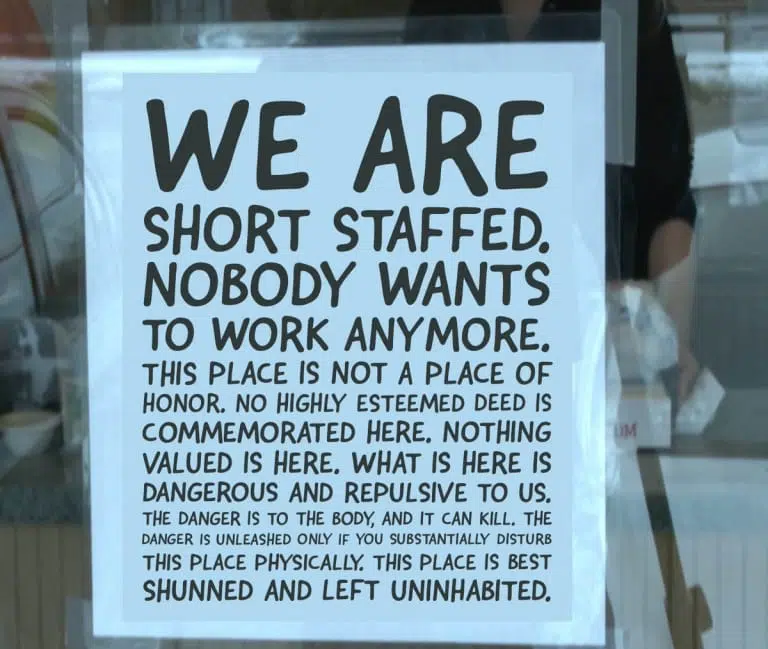 WE ARE
SHORT STAFFED.
NOBODY WANTS
TO WORK ANYMORE.
THIS PLACE IS NOT A PLACE OF
HONOR. NO HIGHLY ESTEEMED DEED IS
COMMEMORATED HERE. NOTHING
VALUED IS HERE. WHAT IS HERE IS
DANGEROUS AND REPULSIVE TO US.
THE DANGER IS TO THE BODY, AND IT CAN KILL. THE
DANGER IS UNLEASHED ONLY IF YOU SUBSTANTIALLY DISTURB
THIS PLACE PHYSICALLY. THIS PLACE IS BEST
SHUNNED AND LEFT UNINHABITED.